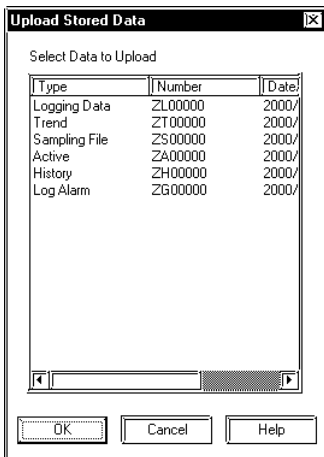 Upload Stored Data
Select Data to Upload
Type Number Date/
Logging Data ZL00000 2000/
Trend ZT00000 2000/
Sampling File ZS00000 2000/
Active ZA00000 2000/
History ZH00000 2000/
Log Alarm ZG00000 2000/
OK Cancel Help